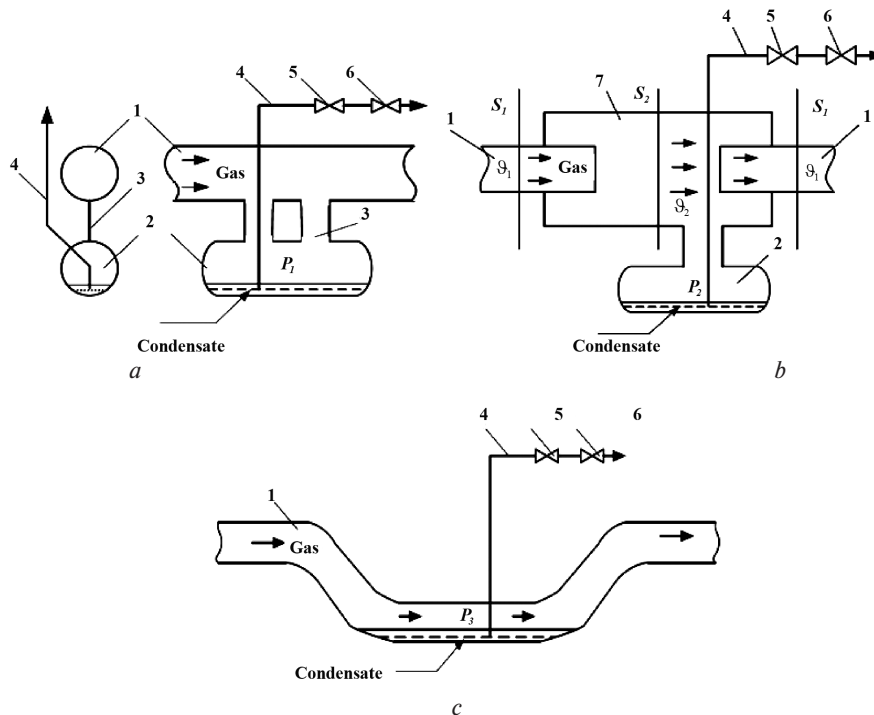 4 5 6
1
Gas
4
3
2
3
P₁
Condensate
a
4 5 6
S₁ 7 S₂ S₁
1 1
ϑ₁ Gas ϑ₁
ϑ₂
2
P₂
Condensate
b
4 5 6
1
Gas
P₃
Condensate
c